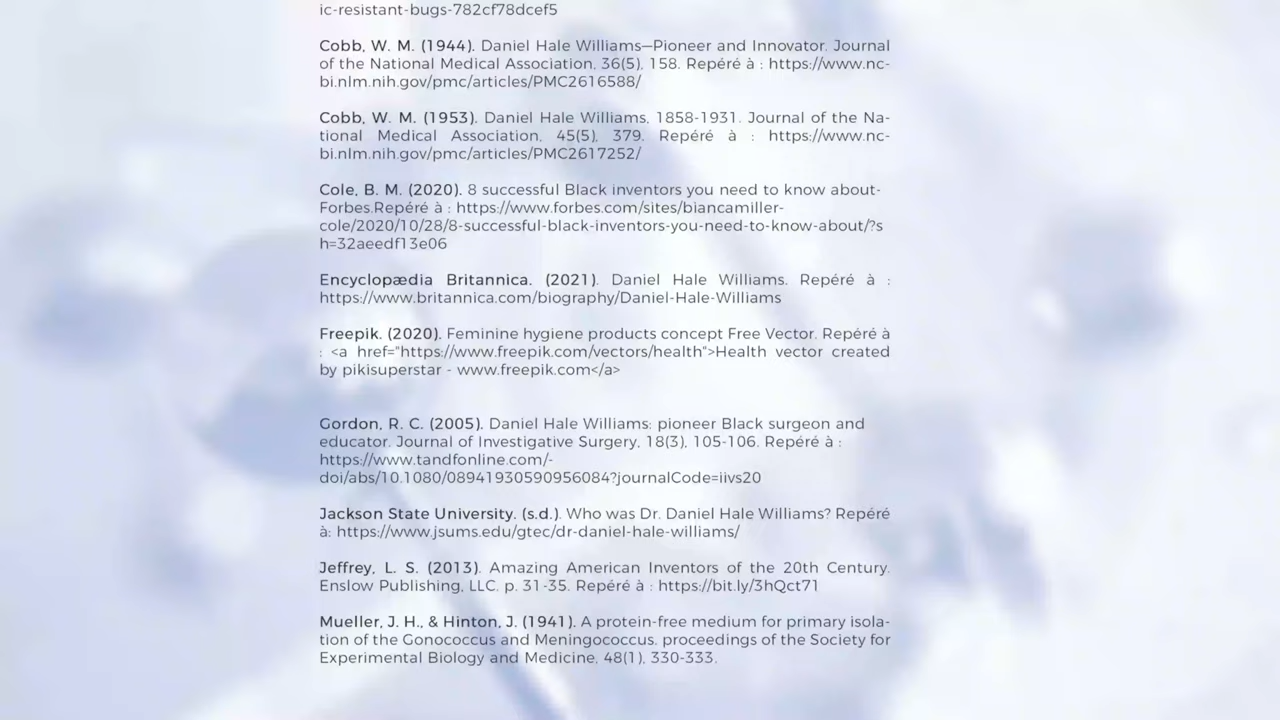 ic-resistant-bugs-782cf78dcef5
Cobb, W. M. (1944). Daniel Hale Williams—Pioneer and Innovator. Journal
of the National Medical Association, 36(5), 158. Repéré à : https://www.nc-
bi.nlm.nih.gov/pmc/articles/PMC2616588/
Cobb, W. M. (1953). Daniel Hale Williams, 1858-1931. Journal of the Na-
tional Medical Association, 45(5), 379. Repéré à : https://www.nc-
bi.nlm.nih.gov/pmc/articles/PMC2617252/
Cole, B. M. (2020). 8 successful Black inventors you need to know about-
Forbes.Repéré à : https://www.forbes.com/sites/biancamiller-
cole/2020/10/28/8-successful-black-inventors-you-need-to-know-about/?s
h=32aeedf13e06
Encyclopædia Britannica. (2021). Daniel Hale Williams. Repéré à :
https://www.britannica.com/biography/Daniel-Hale-Williams
Freepik. (2020). Feminine hygiene products concept Free Vector. Repéré à
: <a href="https://www.freepik.com/vectors/health">Health vector created
by pikisuperstar - www.freepik.com</a>
Gordon, R. C. (2005). Daniel Hale Williams: pioneer Black surgeon and
educator. Journal of Investigative Surgery, 18(3), 105-106. Repéré à :
https://www.tandfonline.com/-
doi/abs/10.1080/08941930590956084?journalCode=iivs20
Jackson State University. (s.d.). Who was Dr. Daniel Hale Williams? Repéré
à: https://www.jsums.edu/gtec/dr-daniel-hale-williams/
Jeffrey, L. S. (2013). Amazing American Inventors of the 20th Century.
Enslow Publishing, LLC. p. 31-35. Repéré à : https://bit.ly/3hQct71
Mueller, J. H., & Hinton, J. (1941). A protein-free medium for primary isola-
tion of the Gonococcus and Meningococcus. proceedings of the Society for
Experimental Biology and Medicine, 48(1), 330-333.